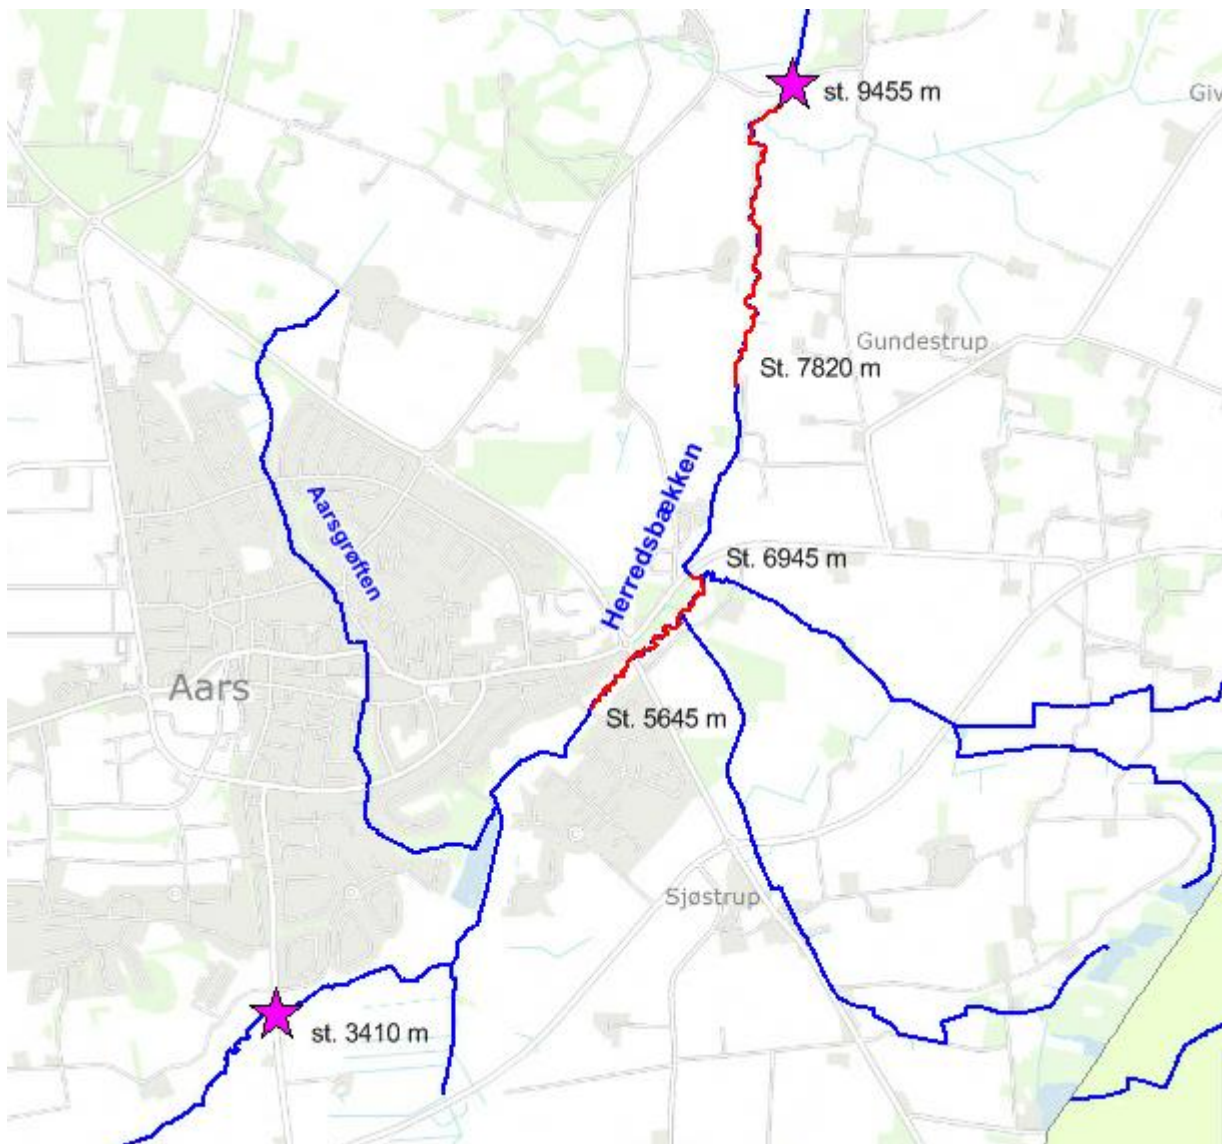 st. 9455 m
Giv
Gundestrup
St. 7820 m
Herredsbækken
Aarsgrøften
St. 6945 m
Aars
St. 5645 m
Sjøstrup
st. 3410 m